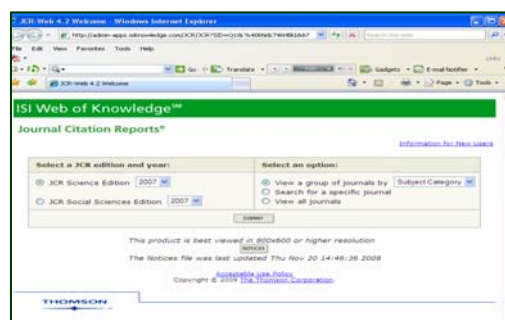 JCR-Web 4.2 Welcome - Windows Internet Explorer
File Edit View Favorites Tools Help
Links
Go Translate Gadgets E-mail Notifier
JCR-Web 4.2 Welcome Page Tools
ISI Web of Knowledge℠
Journal Citation Reports®
Information for New Users
Select a JCR edition and year: Select an option:
JCR Science Edition 2007 View a group of journals by Subject Category
Search for a specific journal
JCR Social Sciences Edition 2007 View all journals
SUBMIT
This product is best viewed in 800x600 or higher resolution
NOTICES
The Notices file was last updated Thu Nov 20 14:46:36 2008
Acceptable Use Policy
Copyright © 2009 The Thomson Corporation.
THOMSON